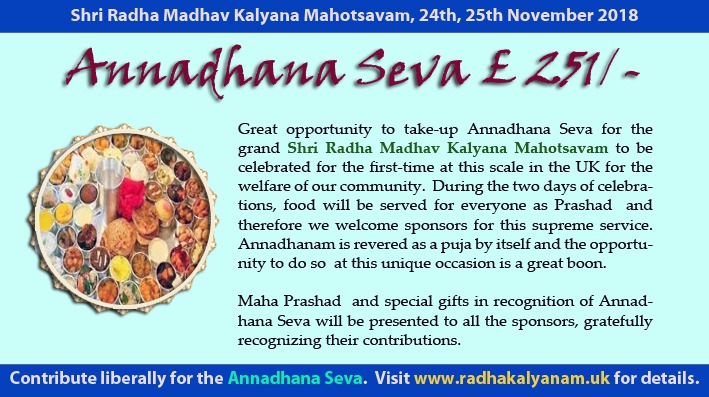 Shri Radha Madhav Kalyana Mahotsavam, 24th, 25th November 2018
Annadhana Seva £ 251/-
Great opportunity to take-up Annadhana Seva for the
grand Shri Radha Madhav Kalyana Mahotsavam to be
celebrated for the first-time at this scale in the UK for the
welfare of our community. During the two days of celebra-
tions, food will be served for everyone as Prashad and
therefore we welcome sponsors for this supreme service.
Annadhanam is revered as a puja by itself and the opportu-
nity to do so at this unique occasion is a great boon.
Maha Prashad and special gifts in recognition of Annad-
hana Seva will be presented to all the sponsors, gratefully
recognizing their contributions.
Contribute liberally for the Annadhana Seva. Visit www.radhakalyanam.uk for details.